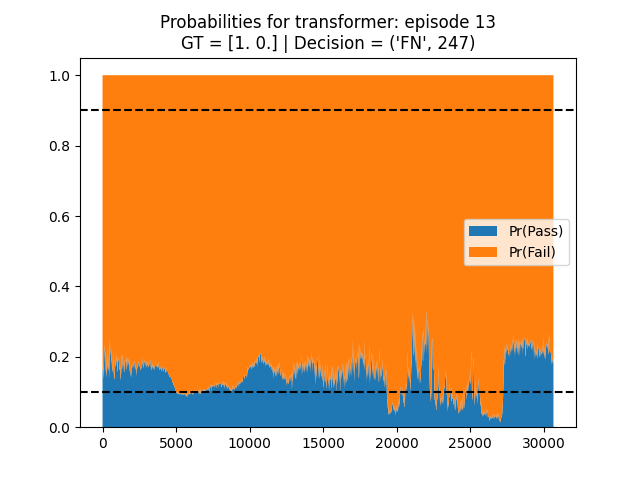 Probabilities for transformer: episode 13
GT = [1. 0.] | Decision = ('FN', 247)
1.0
0.8
0.6
0.4
0.2
0.0
Pr(Pass)
Pr(Fail)
0 5000 10000 15000 20000 25000 30000